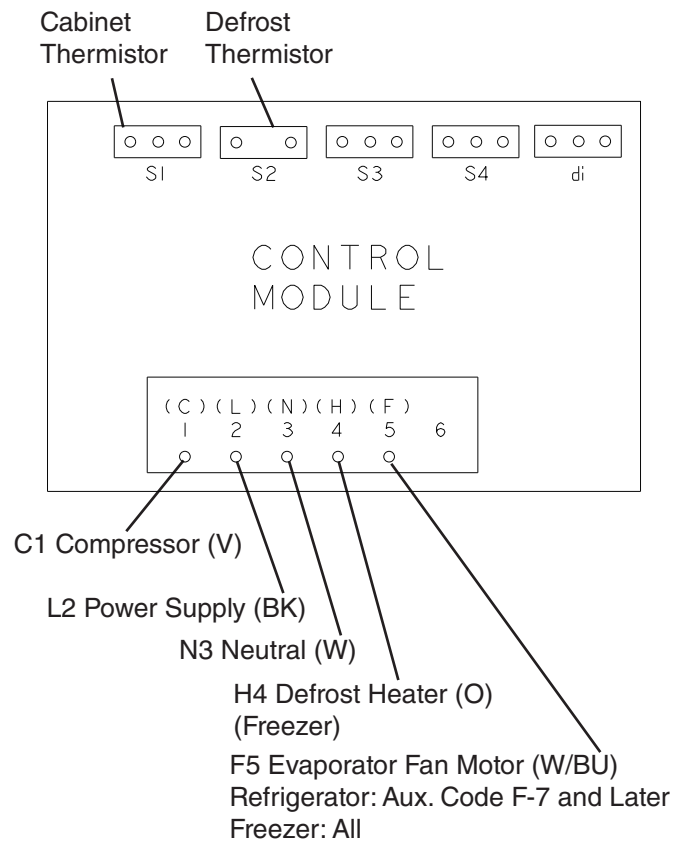 Cabinet
Thermistor
Defrost
Thermistor
S1 S2 S3 S4 di
CONTROL
MODULE
(C) (L) (N) (H) (F)
1 2 3 4 5 6
C1 Compressor (V)
L2 Power Supply (BK)
N3 Neutral (W)
H4 Defrost Heater (O)
(Freezer)
F5 Evaporator Fan Motor (W/BU)
Refrigerator: Aux. Code F-7 and Later
Freezer: All